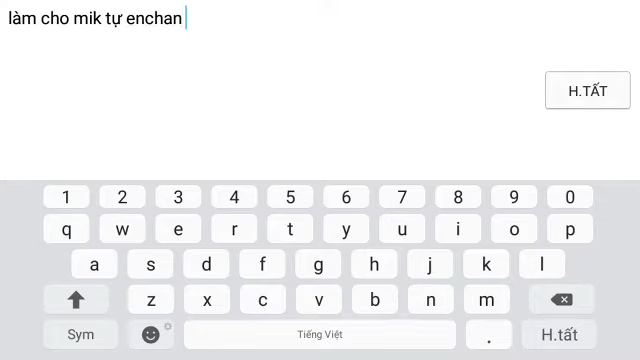 làm cho mik tự enchan
H.TẤT
1 2 3 4 5 6 7 8 9 0
q w e r t y u i o p
a s d f g h j k l
z x c v b n m
Sym Tiếng Việt . H.tất